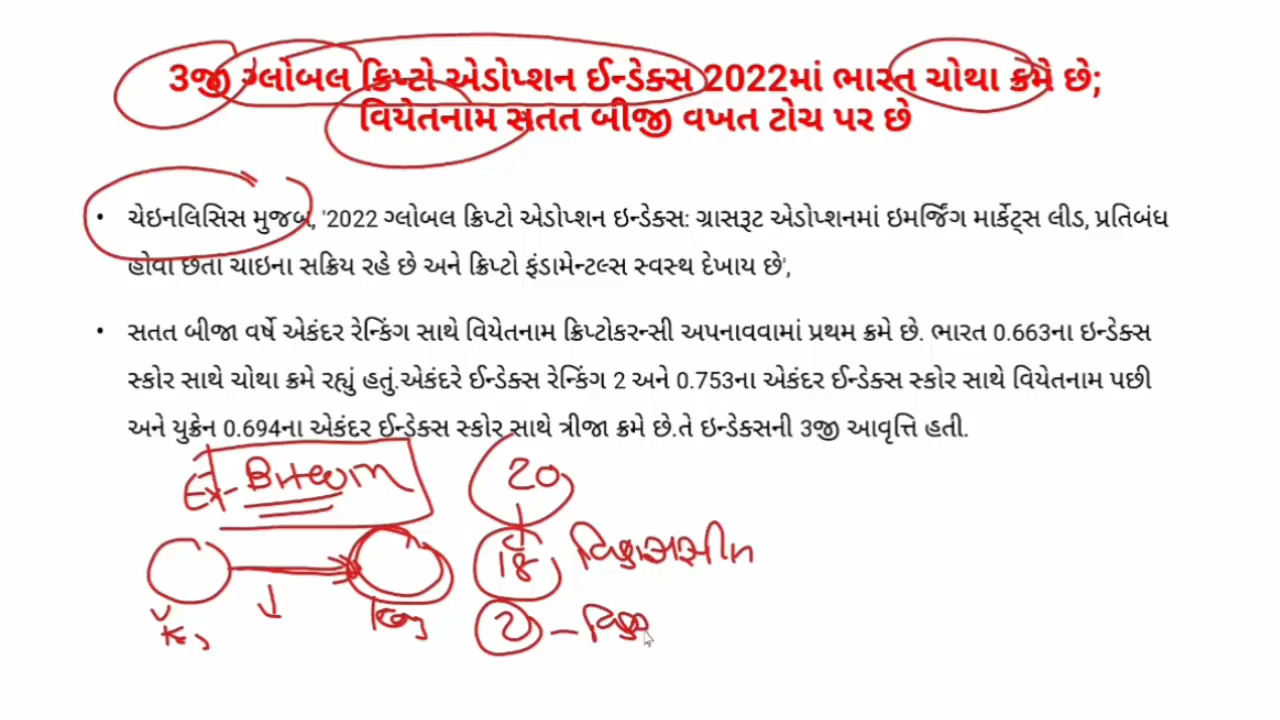 3જી ગ્લોબલ ક્રિપ્ટો એડોપ્શન ઈન્ડેક્સ 2022માં ભારત ચોથા ક્રમે છે;
વિયેતનામ સતત બીજી વખત ટોચ પર છે
• ચેઇનલિસિસ મુજબ, '2022 ગ્લોબલ ક્રિપ્ટો એડોપ્શન ઇન્ડેક્સ: ગ્રાસરૂટ એડોપ્શનમાં ઇમર્જિંગ માર્કેટ્સ લીડ, પ્રતિબંધ
હોવા છતાં ચાઇના સક્રિય રહે છે અને ક્રિપ્ટો ફંડામેન્ટલ્સ સ્વસ્થ દેખાય છે',
• સતત બીજા વર્ષે એકંદર રેન્કિંગ સાથે વિયેતનામ ક્રિપ્ટોકરન્સી અપનાવવામાં પ્રથમ ક્રમે છે. ભારત 0.663ના ઇન્ડેક્સ
સ્કોર સાથે ચોથા ક્રમે રહ્યું હતું.એકંદરે ઈન્ડેક્સ રેન્કિંગ 2 અને 0.753ના એકંદર ઈન્ડેક્સ સ્કોર સાથે વિયેતનામ પછી
અને યુક્રેન 0.694ના એકંદર ઈન્ડેક્સ સ્કોર સાથે ત્રીજા ક્રમે છે.તે ઇન્ડેક્સની 3જી આવૃત્તિ હતી.
Ex- Bitcoin
20
18
2 -